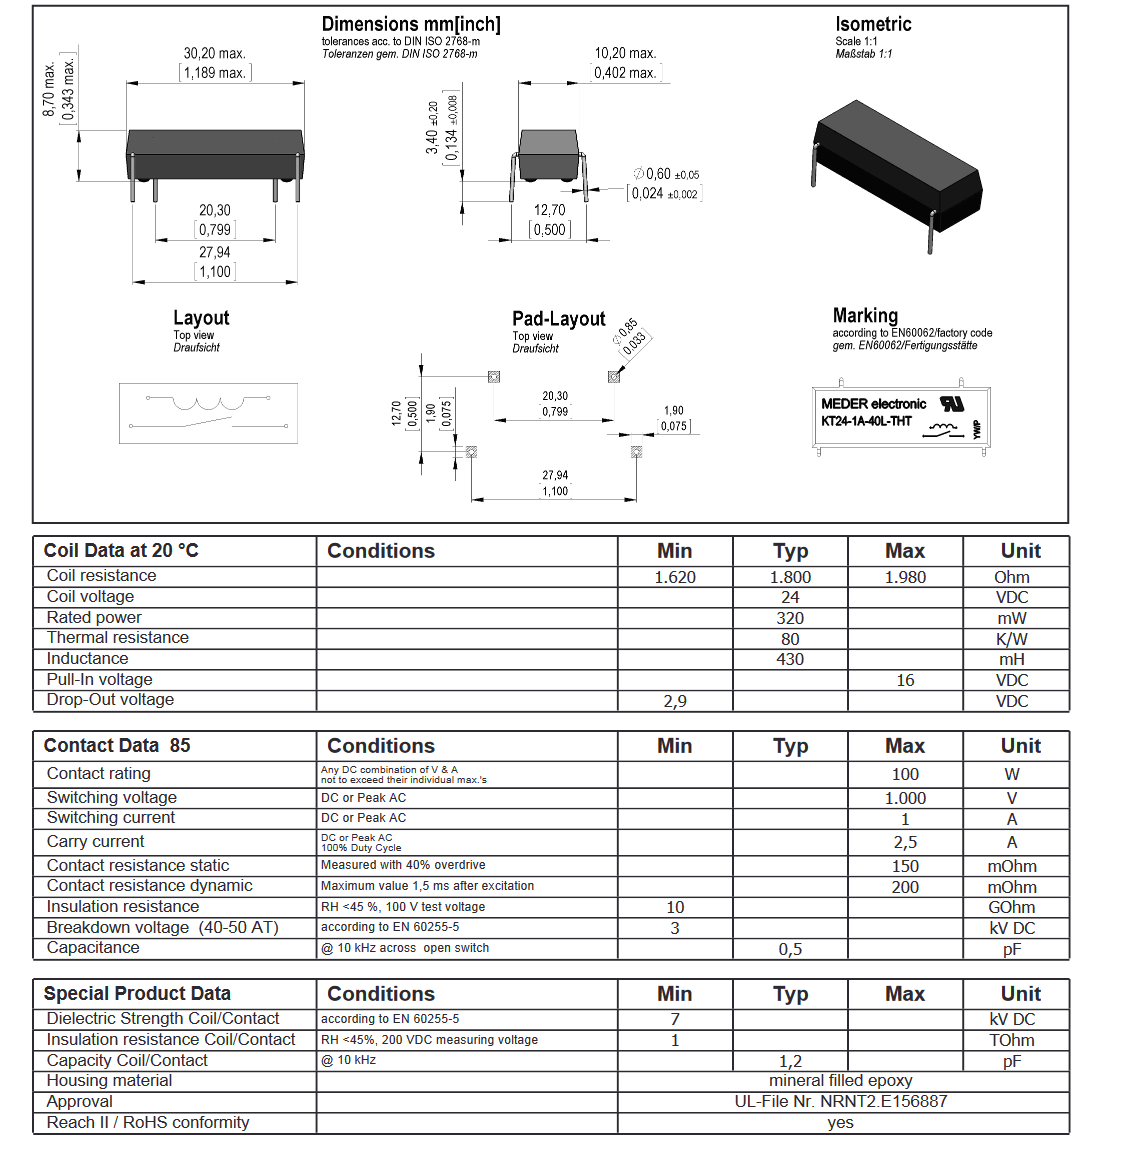 Dimensions mm[inch]
tolerances acc. to DIN ISO 2768-m
Toleranzen gem. DIN ISO 2768-m
Isometric
Scale 1:1
Maßstab 1:1
30,20 max.
[1,189 max.]
8,70 max.
[0,343 max.]
10,20 max.
[0,402 max.]
3,40 ±0.20
[0,134 ±0,008]
∅0,60 ±0,05
[0,024 ±0,002]
20,30
[0,799]
27,94
[1,100]
12,70
[0,500]
Layout
Top view
Draufsicht
Pad-Layout
Top view
Draufsicht
∅0,85
[0,033]
12,70
[0,500]
1,90
[0,075]
20,30
[0,799]
1,90
[0,075]
27,94
[1,100]
Marking
according to EN60062/factory code
gem. EN60062/Fertigungsstätte
MEDER electronic
KT24-1A-40L-THT
YWP
Coil Data at 20 °C Conditions Min Typ Max Unit
Coil resistance 1.620 1.800 1.980 Ohm
Coil voltage 24 VDC
Rated power 320 mW
Thermal resistance 80 K/W
Inductance 430 mH
Pull-In voltage 16 VDC
Drop-Out voltage 2,9 VDC
Contact Data 85 Conditions Min Typ Max Unit
Contact rating Any DC combination of V & A
not to exceed their individual max.'s 100 W
Switching voltage DC or Peak AC 1.000 V
Switching current DC or Peak AC 1 A
Carry current DC or Peak AC
100% Duty Cycle 2,5 A
Contact resistance static Measured with 40% overdrive 150 mOhm
Contact resistance dynamic Maximum value 1,5 ms after excitation 200 mOhm
Insulation resistance RH <45 %, 100 V test voltage 10 GOhm
Breakdown voltage (40-50 AT) according to EN 60255-5 3 kV DC
Capacitance @ 10 kHz across open switch 0,5 pF
Special Product Data Conditions Min Typ Max Unit
Dielectric Strength Coil/Contact according to EN 60255-5 7 kV DC
Insulation resistance Coil/Contact RH <45%, 200 VDC measuring voltage 1 TOhm
Capacity Coil/Contact @ 10 kHz 1,2 pF
Housing material mineral filled epoxy
Approval UL-File Nr. NRNT2.E156887
Reach II / RoHS conformity yes